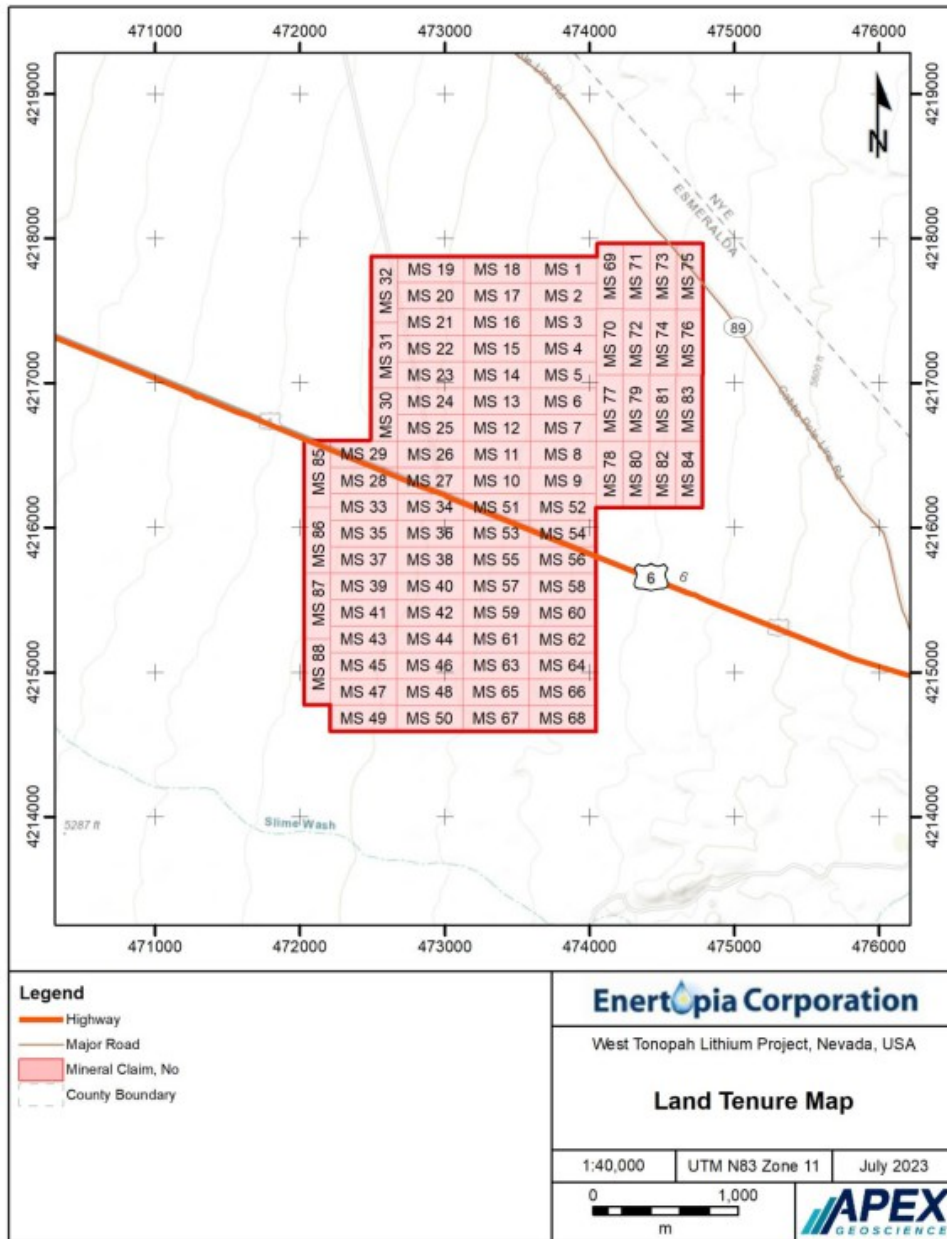 471000 472000 473000 474000 475000 476000
4219000 4219000
N
Pole Line Rd
NYE
ESMERALDA
4218000 4218000
MS 69 MS 71 MS 73 MS 75
MS 32 MS 19 MS 18 MS 1
MS 20 MS 17 MS 2
MS 21 MS 16 MS 3
MS 70 MS 72 MS 74 MS 76
89
MS 31 MS 22 MS 15 MS 4
5600 ft
4217000 MS 23 MS 14 MS 5 4217000
MS 30 MS 24 MS 13 MS 6
MS 77 MS 79 MS 81 MS 83
Pole Line Rd
MS 25 MS 12 MS 7
MS 85 MS 29 MS 26 MS 11 MS 8
MS 78 MS 80 MS 82 MS 84
MS 28 MS 27 MS 10 MS 9
MS 33 MS 34 MS 51 MS 52
4216000 MS 86 MS 35 MS 36 MS 53 MS 54 4216000
MS 37 MS 38 MS 55 MS 56
6 6
MS 87 MS 39 MS 40 MS 57 MS 58
MS 41 MS 42 MS 59 MS 60
MS 43 MS 44 MS 61 MS 62
4215000 MS 88 MS 45 MS 46 MS 63 MS 64 4215000
MS 47 MS 48 MS 65 MS 66
MS 49 MS 50 MS 67 MS 68
4214000 4214000
5287 ft
Slime Wash
471000 472000 473000 474000 475000 476000
Legend
Highway
Major Road
Mineral Claim, No
County Boundary
Enertopia Corporation
West Tonopah Lithium Project, Nevada, USA
Land Tenure Map
1:40,000 UTM N83 Zone 11 July 2023
0 1,000
m
APEX
GEOSCIENCE